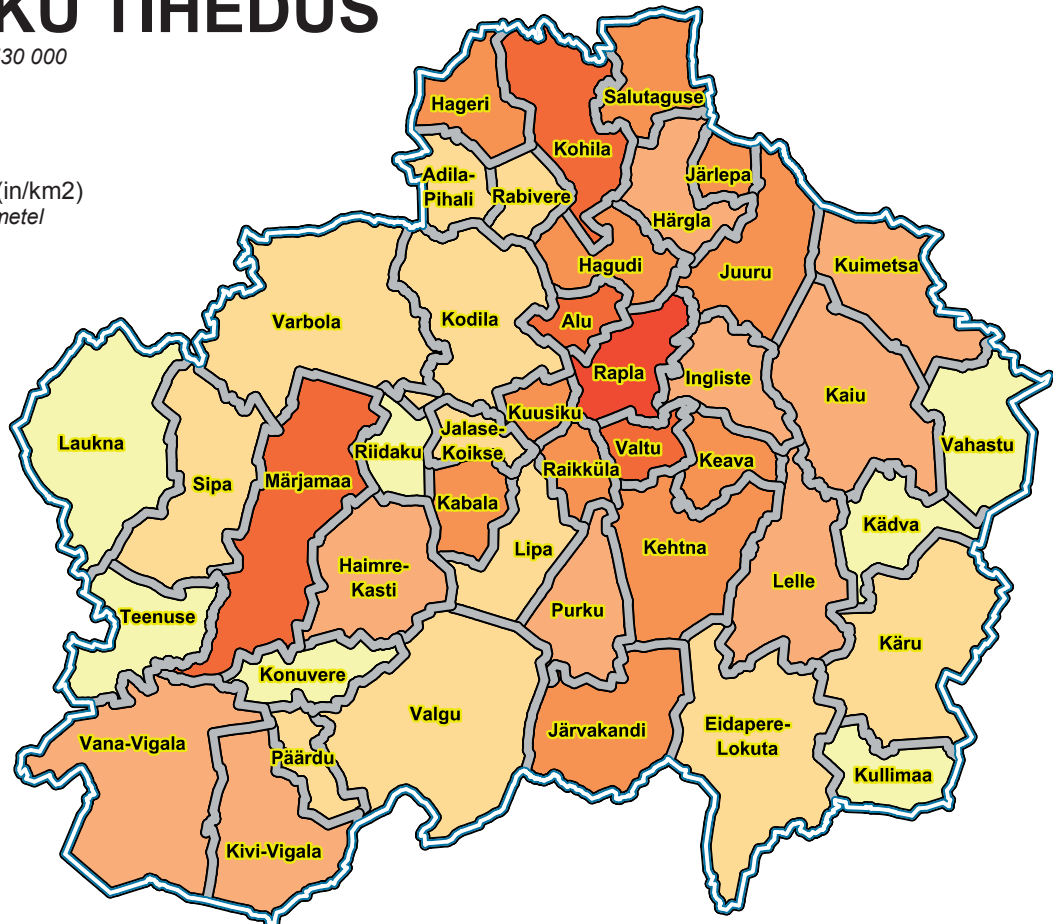 KU TIHEDUS
30 000
(in/km2)
metel
Hageri
Salutaguse
Kohila
Adila-
Pihali
Rabivere
Järlepa
Härgla
Hagudi
Juuru
Kuimetsa
Varbola
Kodila
Alu
Rapla
Ingliste
Kaiu
Kuusiku
Laukna
Jalase-
Koikse
Riidaku
Valtu
Keava
Vahastu
Sipa
Märjamaa
Raikküla
Kabala
Kädva
Lipa
Kehtna
Haimre-
Kasti
Lelle
Purku
Teenuse
Käru
Konuvere
Valgu
Järvakandi
Eidapere-
Lokuta
Vana-Vigala
Päärdu
Kullimaa
Kivi-Vigala